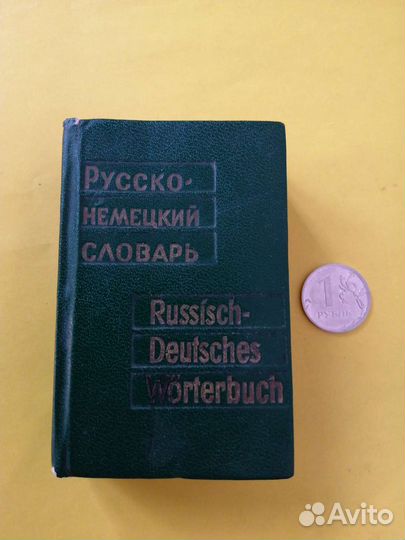 Русско-
немецкий
словарь
Russisch-
Deutsches
Wörterbuch
1
РУБЛЬ
Avito